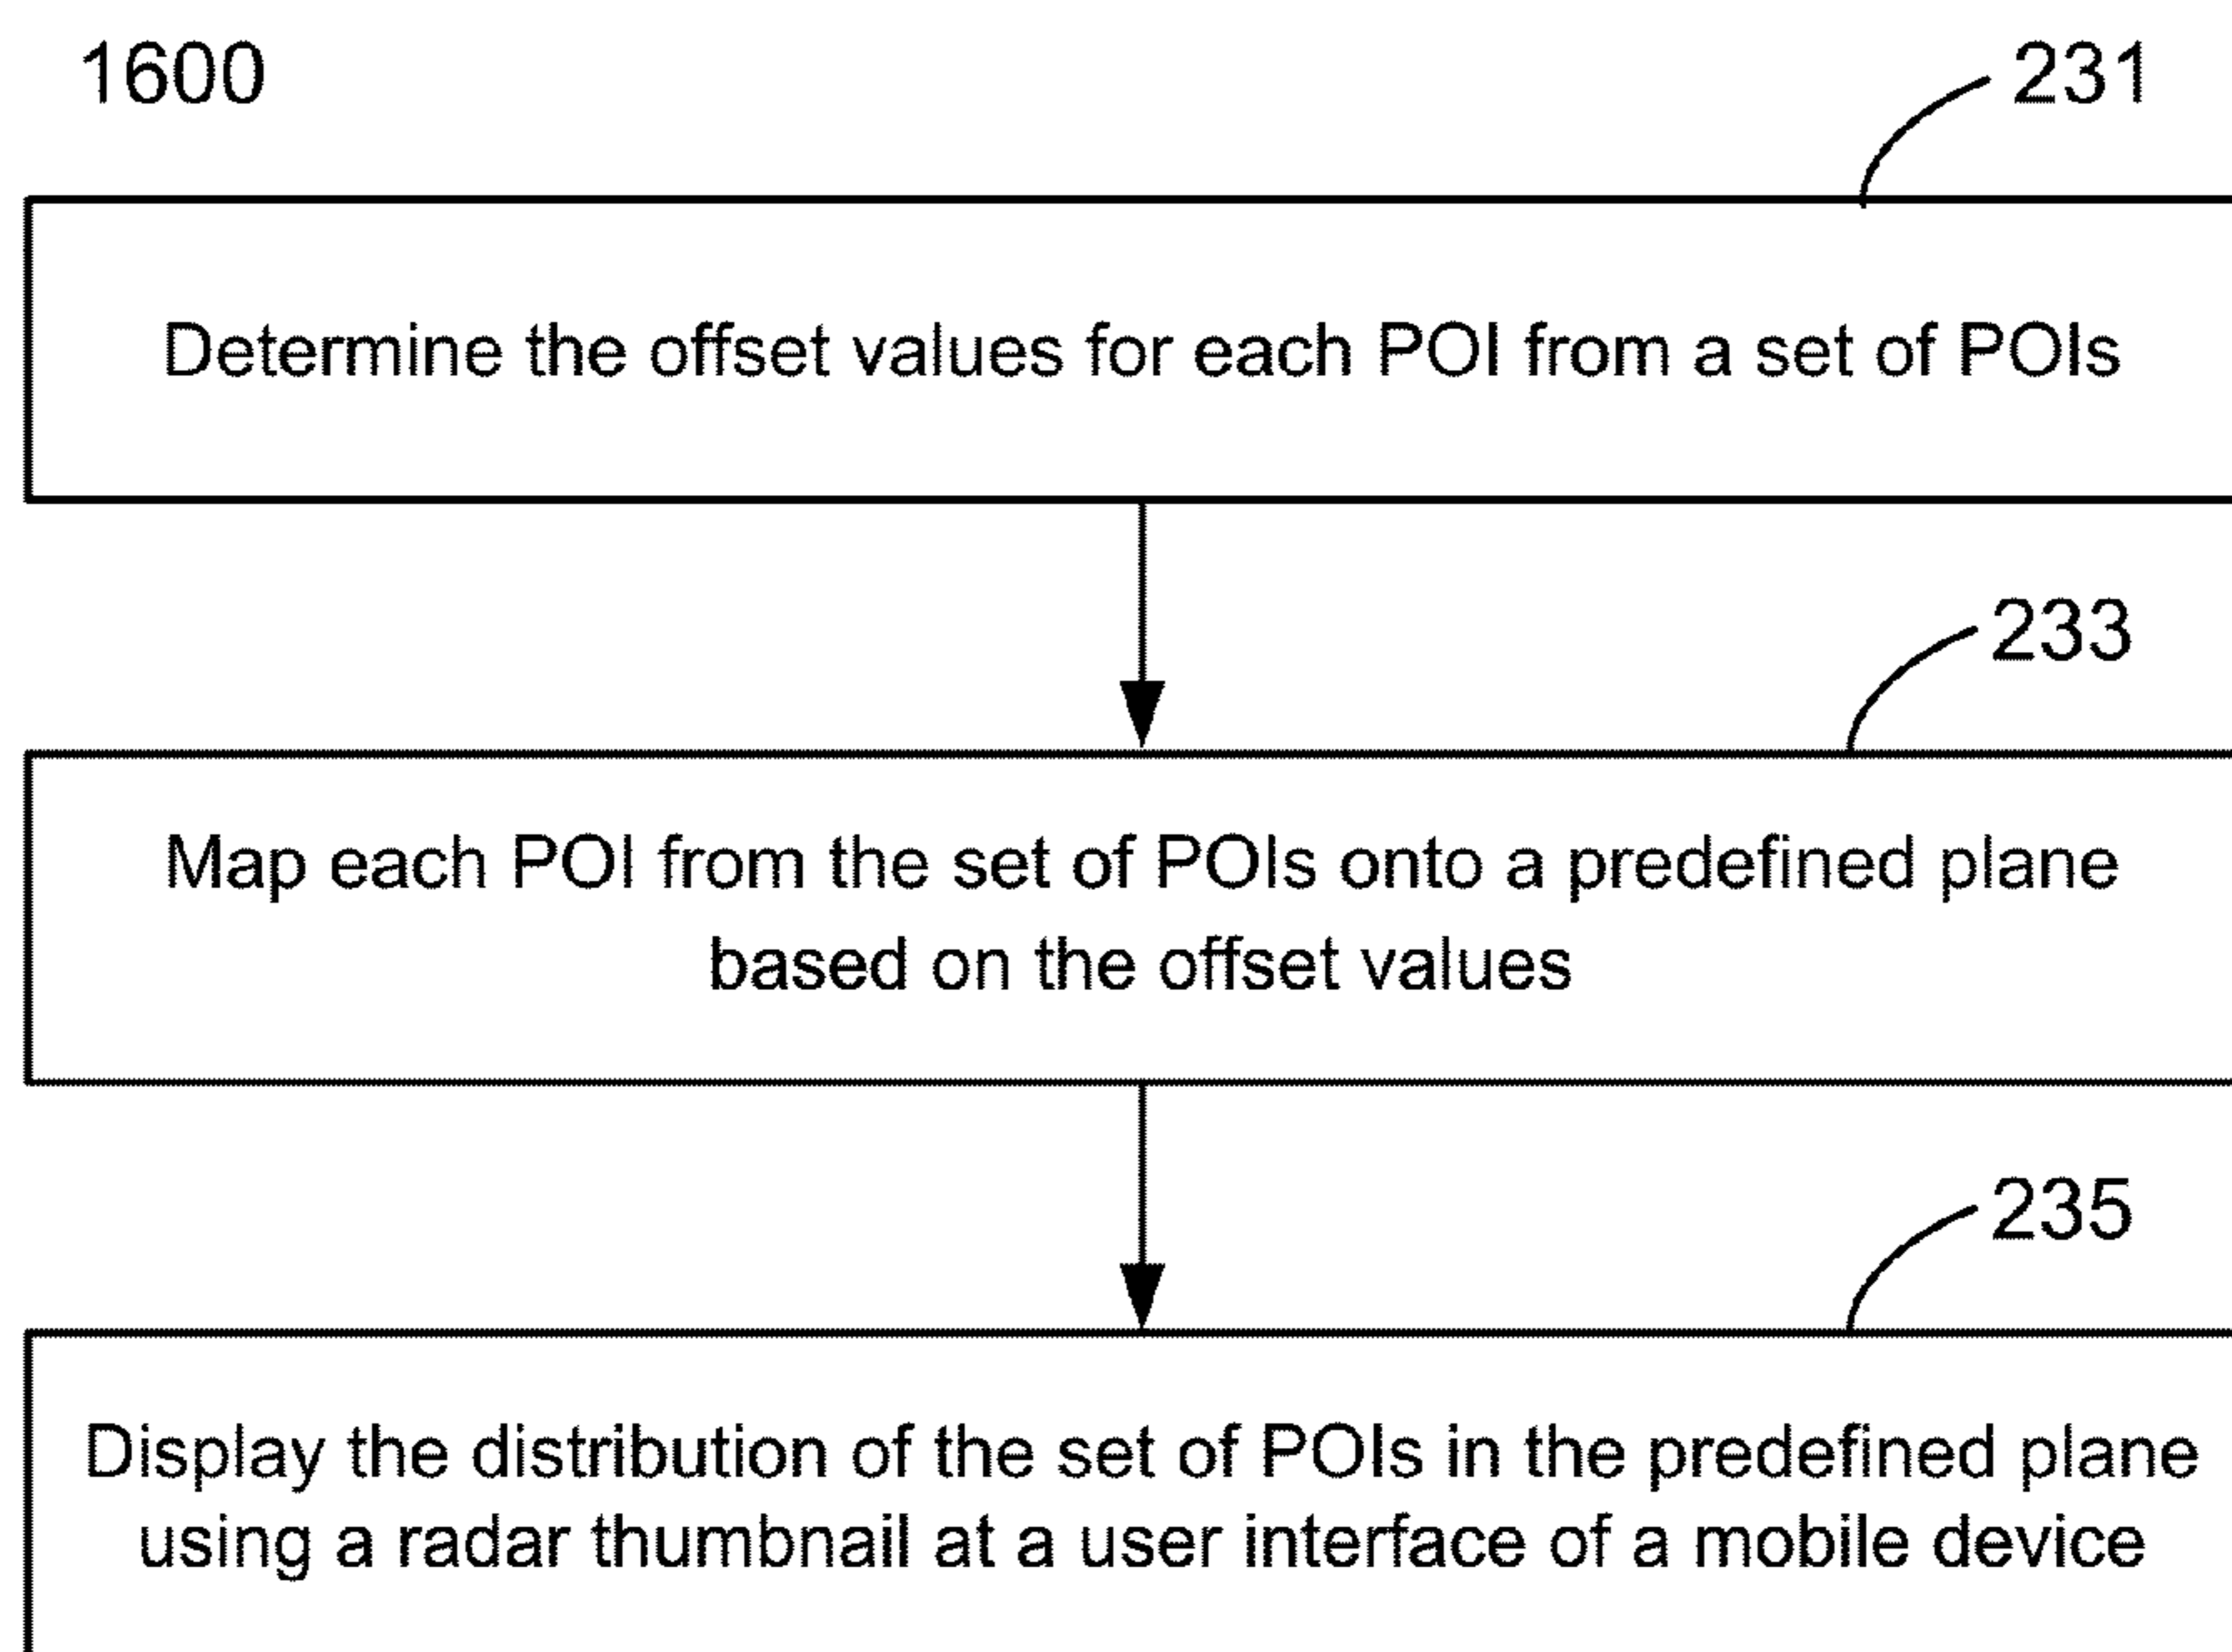 1600
231
Determine the offset values for each POI from a set of POIs
233
Map each POI from the set of POIs onto a predefined plane
based on the offset values
235
Display the distribution of the set of POIs in the predefined plane
using a radar thumbnail at a user interface of a mobile device